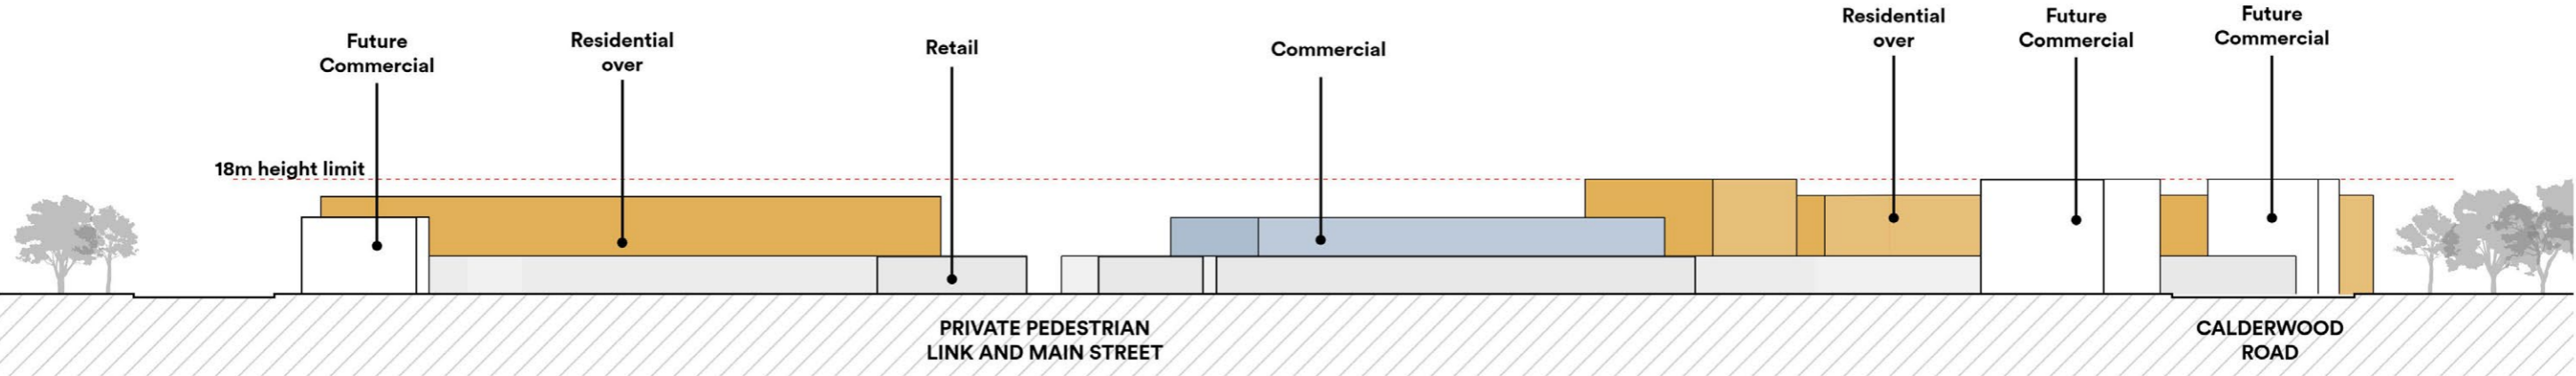 Future
Commercial
Residential
over
Retail
Commercial
Residential
over
Future
Commercial
Future
Commercial
18m height limit
PRIVATE PEDESTRIAN
LINK AND MAIN STREET
CALDERWOOD
ROAD